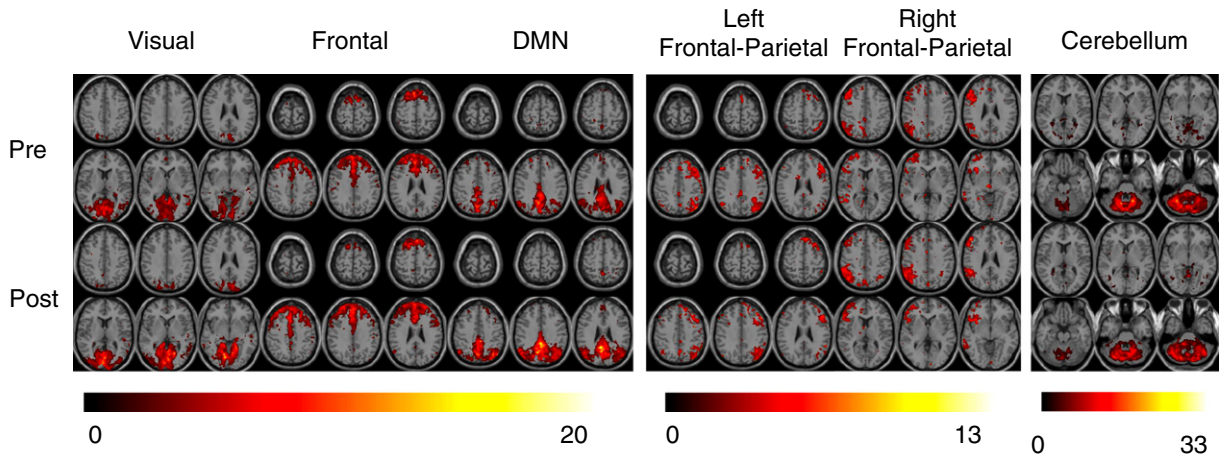 Visual
Frontal
DMN
Left
Frontal-Parietal
Right
Frontal-Parietal
Cerebellum
Pre
Post
0
20
0
13
0
33